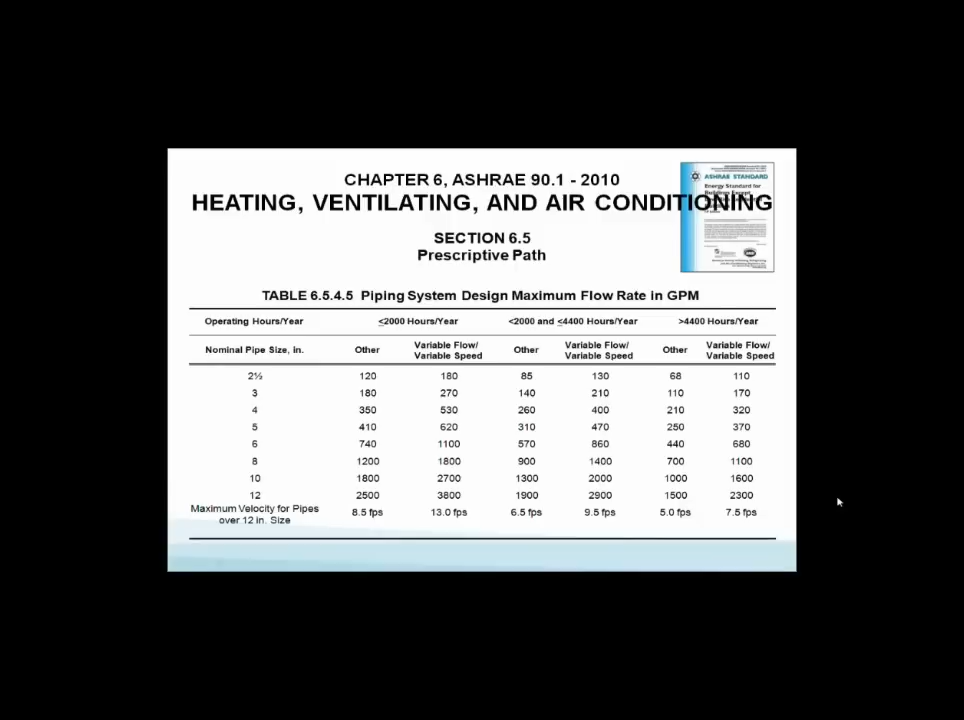 CHAPTER 6, ASHRAE 90.1 - 2010
HEATING, VENTILATING, AND AIR CONDITIONING
ASHRAE STANDARD
Energy Standard for
SECTION 6.5
Prescriptive Path
TABLE 6.5.4.5 Piping System Design Maximum Flow Rate in GPM
Operating Hours/Year ≤2000 Hours/Year <2000 and ≤4400 Hours/Year >4400 Hours/Year
Nominal Pipe Size, in. Other Variable Flow/ Variable Speed Other Variable Flow/ Variable Speed Other Variable Flow/ Variable Speed
2½ 120 180 85 130 68 110
3 180 270 140 210 110 170
4 350 530 260 400 210 320
5 410 620 310 470 250 370
6 740 1100 570 860 440 680
8 1200 1800 900 1400 700 1100
10 1800 2700 1300 2000 1000 1600
12 2500 3800 1900 2900 1500 2300
Maximum Velocity for Pipes over 12 in. Size 8.5 fps 13.0 fps 6.5 fps 9.5 fps 5.0 fps 7.5 fps